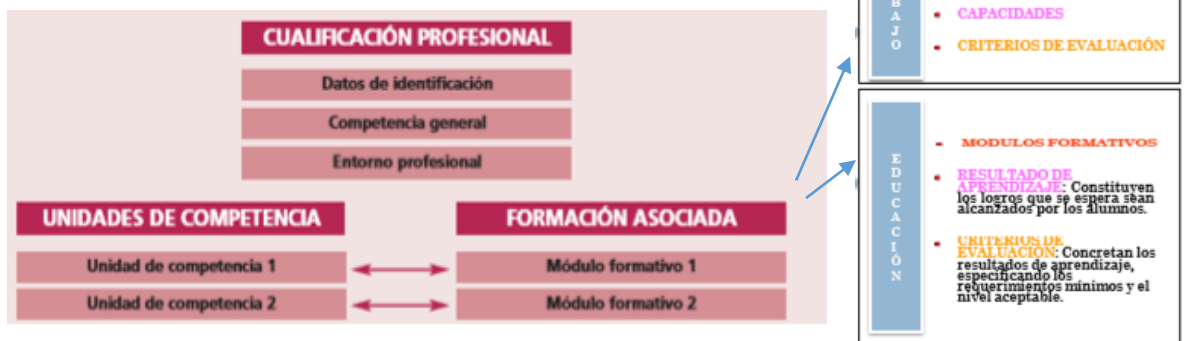 CUALIFICACIÓN PROFESIONAL
Datos de identificación
Competencia general
Entorno profesional
UNIDADES DE COMPETENCIA
FORMACIÓN ASOCIADA
Unidad de competencia 1
Módulo formativo 1
Unidad de competencia 2
Módulo formativo 2
B
A
J
O
• CAPACIDADES
• CRITERIOS DE EVALUACIÓN
E
D
U
C
A
C
I
Ó
N
• MODULOS FORMATIVOS
• RESULTADO DE
APRENDIZAJE: Constituyen
los logros que se espera sean
alcanzados por los alumnos.
• CRITERIOS DE
EVALUACIÓN: Concretan los
resultados de aprendizaje,
especificando los
requerimientos mínimos y el
nivel aceptable.